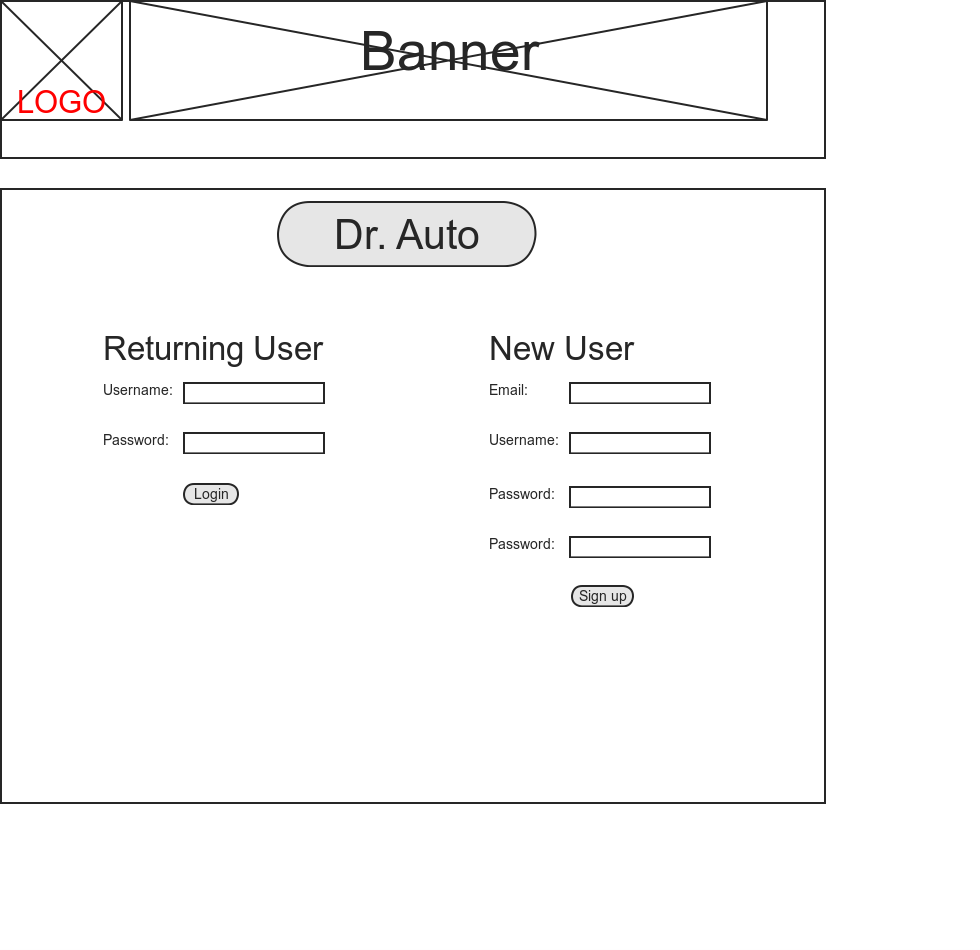 LOGO
Banner
Dr. Auto
Returning User
Username:
Password:
Login
New User
Email:
Username:
Password:
Password:
Sign up